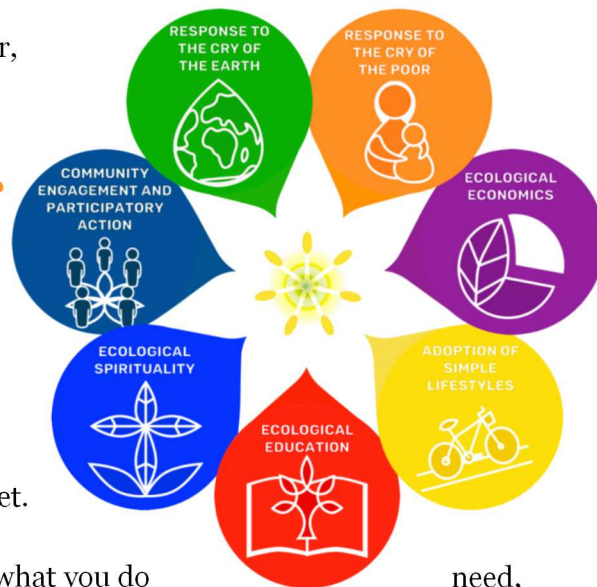 r,
RESPONSE TO
THE CRY OF
THE EARTH
RESPONSE TO
THE CRY OF
THE POOR
COMMUNITY
ENGAGEMENT AND
PARTICIPATORY
ACTION
ECOLOGICAL
ECONOMICS
ECOLOGICAL
SPIRITUALITY
ADOPTION OF
SIMPLE
LIFESTYLES
ECOLOGICAL
EDUCATION
et.
what you do need,